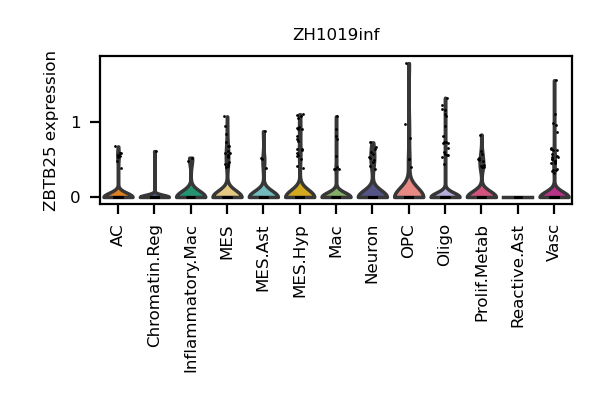 ZH1019inf
ZBTB25 expression
1
0
AC
Chromatin.Reg
Inflammatory.Mac
MES
MES.Ast
MES.Hyp
Mac
Neuron
OPC
Oligo
Prolif.Metab
Reactive.Ast
Vasc